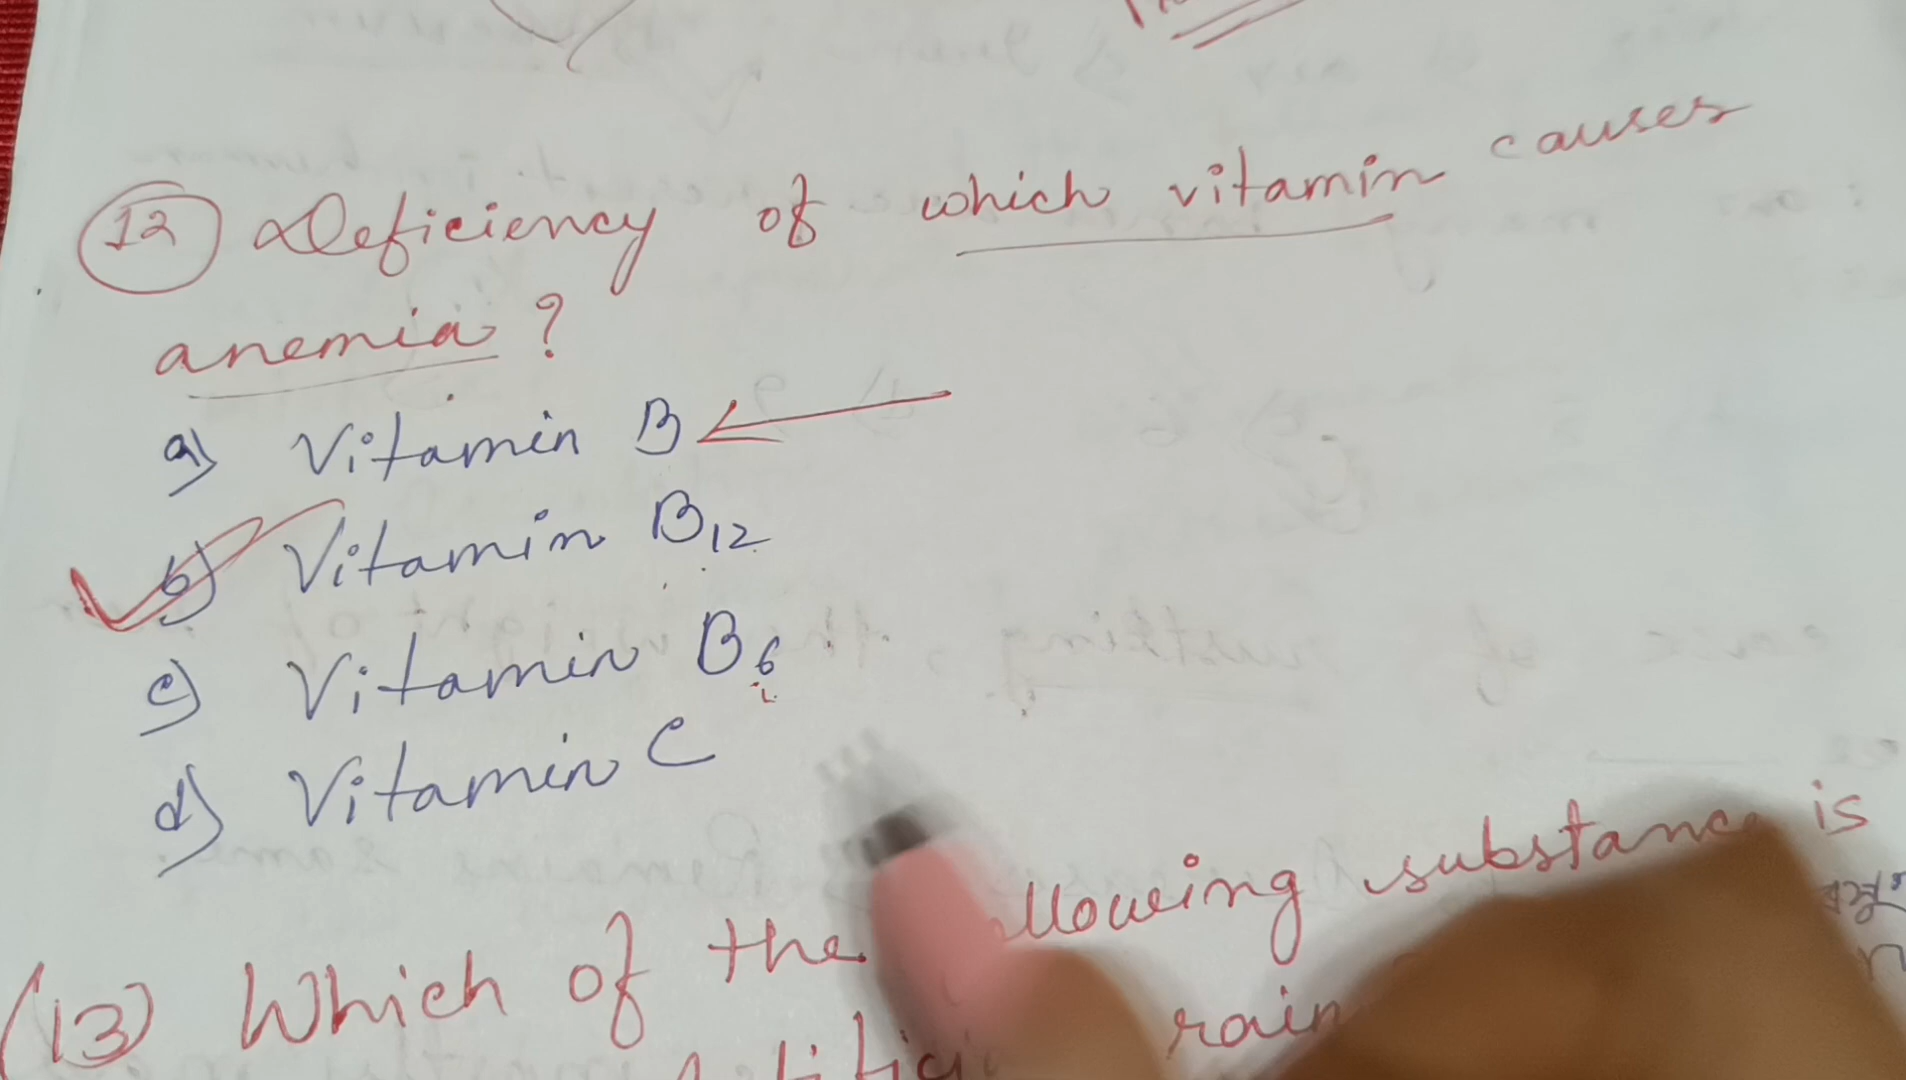 12 Deficiency of which vitamin causes
anemia ?
a) Vitamin B
b) Vitamin B12
c) Vitamin B6
d) Vitamin C
(13) Which of the substance is
rain